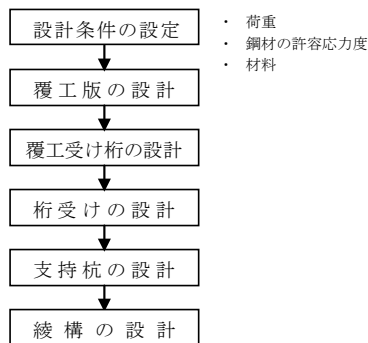 設計条件の設定
・ 荷重
・ 鋼材の許容応力度
・ 材料
覆工版の設計
覆工受け桁の設計
桁受けの設計
支持杭の設計
綾構の設計